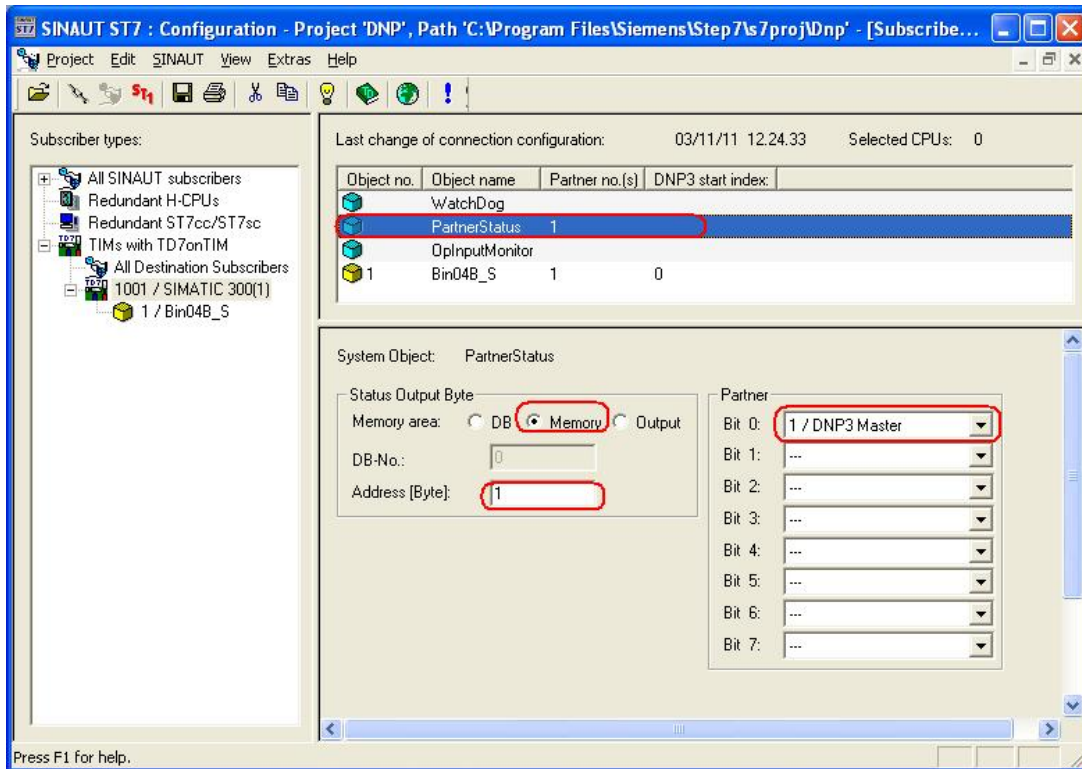 SINAUT ST7 : Configuration - Project 'DNP', Path 'C:\Program Files\Siemens\Step7\s7proj\Dnp' - [Subscribe...
Project Edit SINAUT View Extras Help
Subscriber types:
All SINAUT subscribers
Redundant H-CPUs
Redundant ST7cc/ST7sc
TIMs with TD7onTIM
All Destination Subscribers
1001 / SIMATIC 300(1)
1 / Bin04B_S
Last change of connection configuration: 03/11/11 12.24.33 Selected CPUs: 0
Object no. Object name Partner no.(s) DNP3 start index:
WatchDog
PartnerStatus 1
OpInputMonitor
1 Bin04B_S 1 0
System Object: PartnerStatus
Status Output Byte
Memory area: DB Memory Output
DB-No.: 0
Address [Byte]: 1
Partner
Bit 0: 1 / DNP3 Master
Bit 1: ---
Bit 2: ---
Bit 3: ---
Bit 4: ---
Bit 5: ---
Bit 6: ---
Bit 7: ---
Press F1 for help.